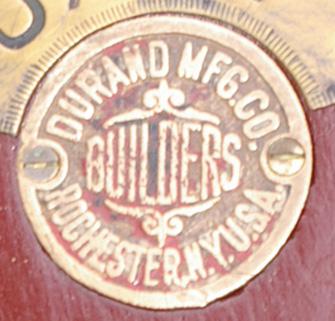 DURAND MFG. CO.
BUILDERS
ROCHESTER, N.Y. U.S.A.